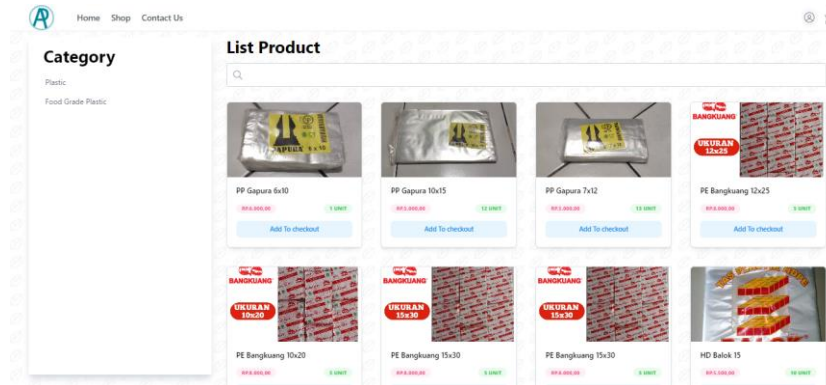 Home Shop Contact Us
Category
Plastic
Food Grade Plastic
List Product
PP Gapura 6x10
1 UNIT
Add To checkout
PP Gapura 10x15
12 UNIT
Add To checkout
PP Gapura 7x12
13 UNIT
Add To checkout
BANGKUANG
UKURAN
12x25
PE Bangkuang 12x25
Add To checkout
BANGKUANG
UKURAN
10x20
PE Bangkuang 10x20
BANGKUANG
UKURAN
15x30
PE Bangkuang 15x30
BANGKUANG
UKURAN
15x30
PE Bangkuang 15x30
HD Balok 15